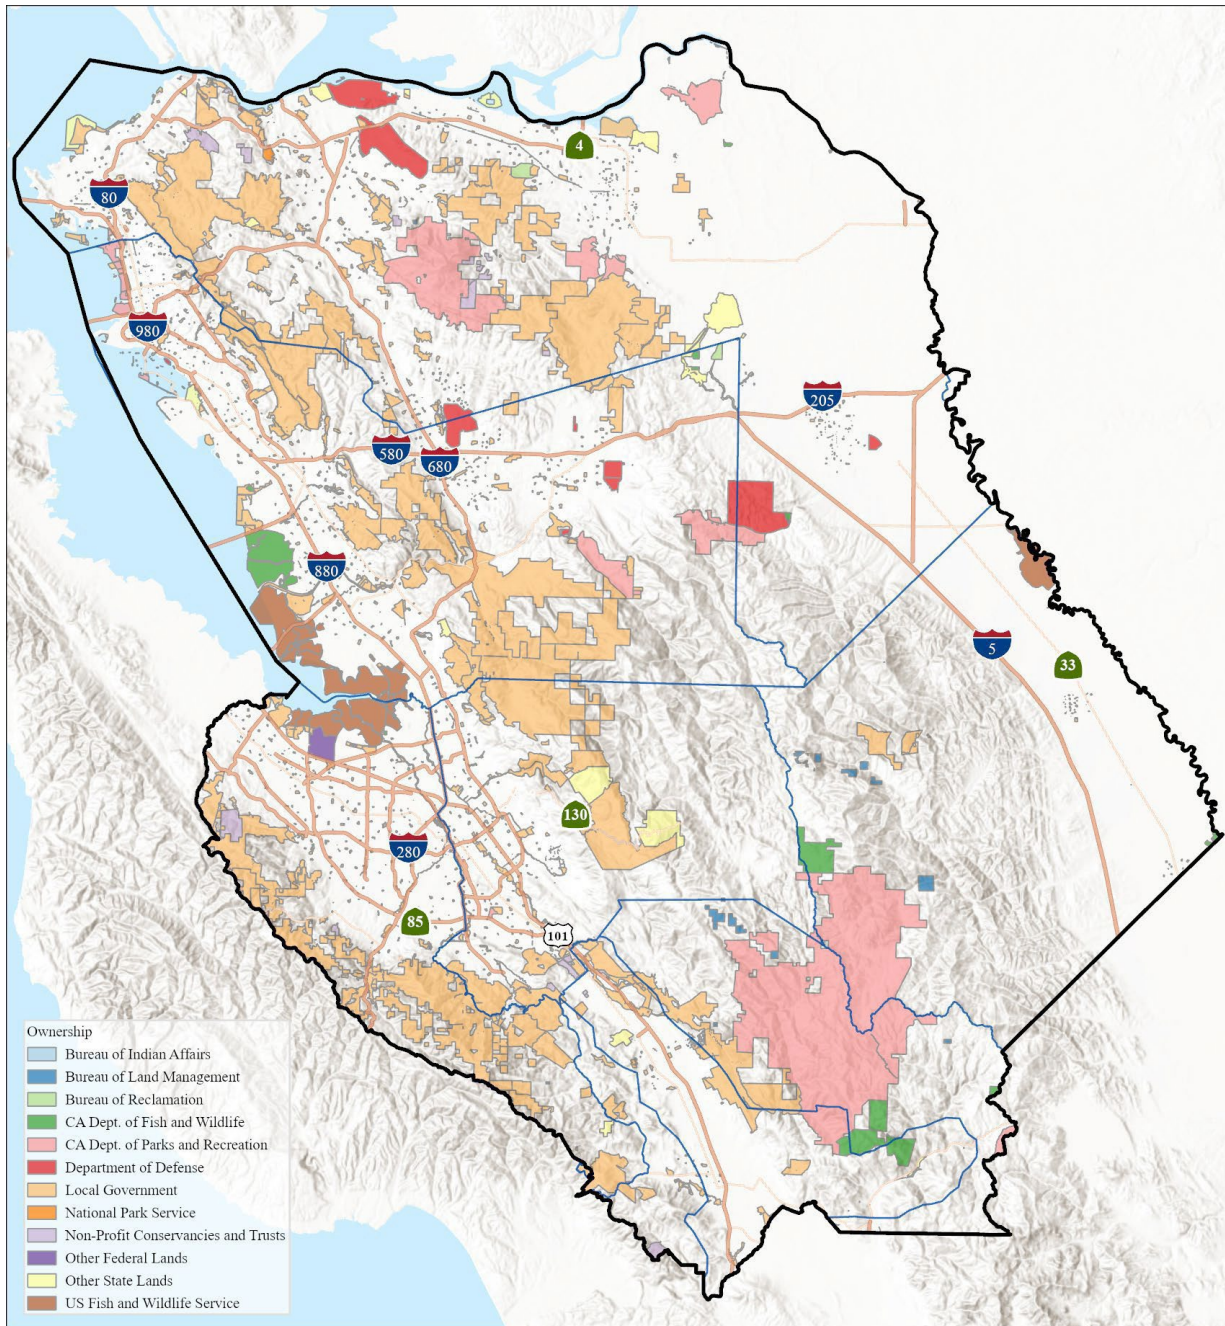 4
80
980
205
580
680
880
5
33
130
280
85
101
Ownership
Bureau of Indian Affairs
Bureau of Land Management
Bureau of Reclamation
CA Dept. of Fish and Wildlife
CA Dept. of Parks and Recreation
Department of Defense
Local Government
National Park Service
Non-Profit Conservancies and Trusts
Other Federal Lands
Other State Lands
US Fish and Wildlife Service